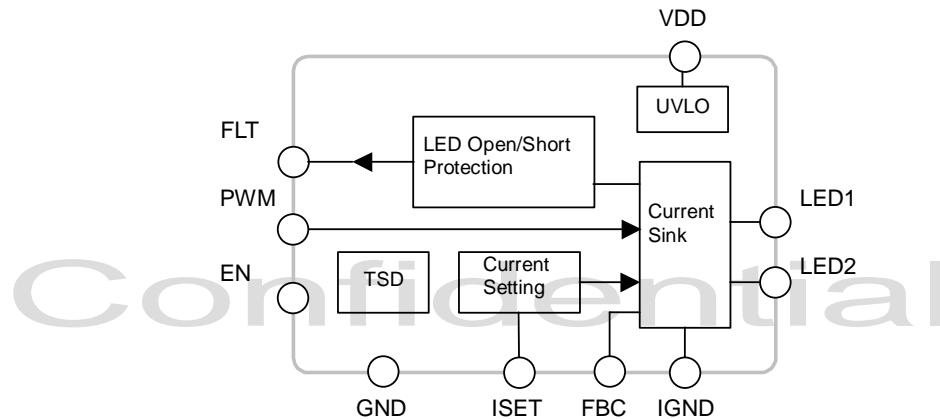 VDD
UVLO
FLT
LED Open/Short
Protection
PWM
LED1
Current
Sink
EN
TSD
Current
Setting
LED2
Confidential
GND
ISET
FBC
IGND